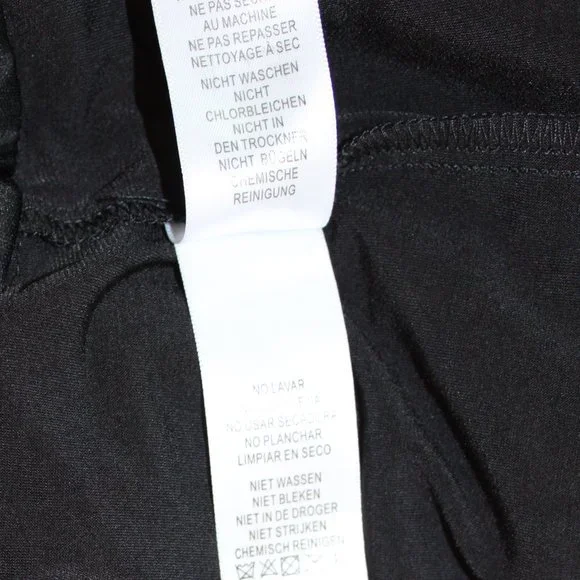 NE PAS
AU MACHINE
NE PAS REPASSER
NETTOYAGE À SEC
NICHT WASCHEN
NICHT
CHLORBLEICHEN
NICHT IN
DEN TROCKNER
NICHT BÜGELN
CHEMISCHE
REINIGUNG
NO LAVAR
NO USAR SECADORA
NO PLANCHAR
LIMPIAR EN SECO
NIET WASSEN
NIET BLEKEN
NIET IN DE DROGER
NIET STRIJKEN
CHEMISCH REINIGEN